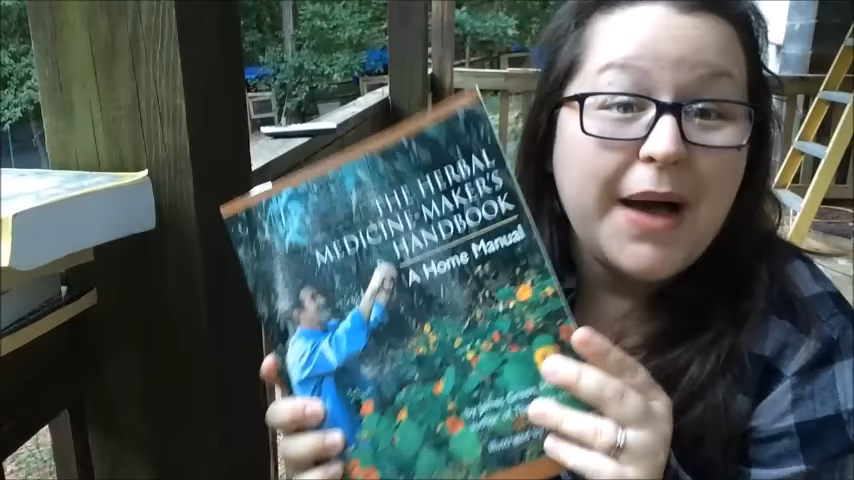 THE HERBAL
MEDICINE-MAKER'S
HANDBOOK
A Home Manual